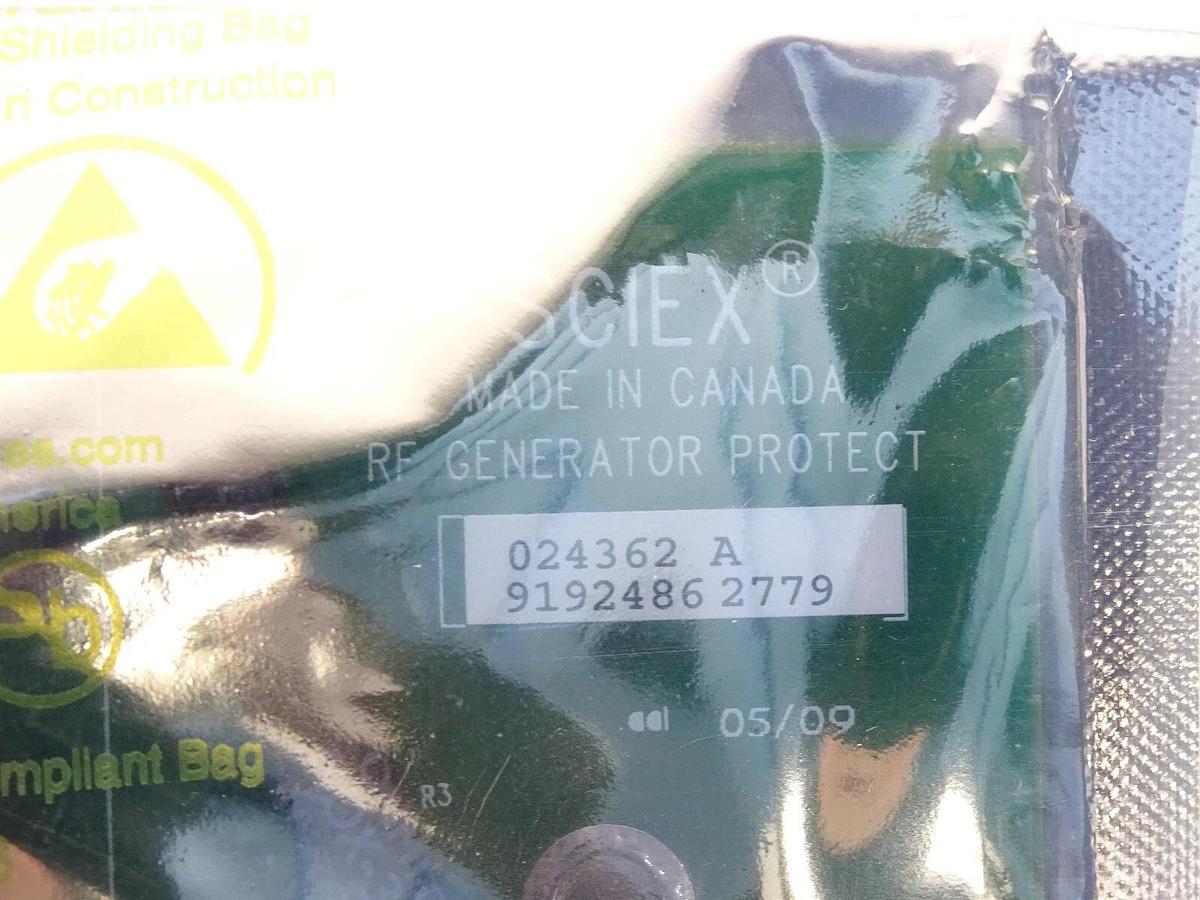 Shielding Bag
in Construction
SCIEX®
MADE IN CANADA
RF GENERATOR PROTECT
es.com
merica
024362 A
9192486 2779
05/09
mpliant Bag
R3